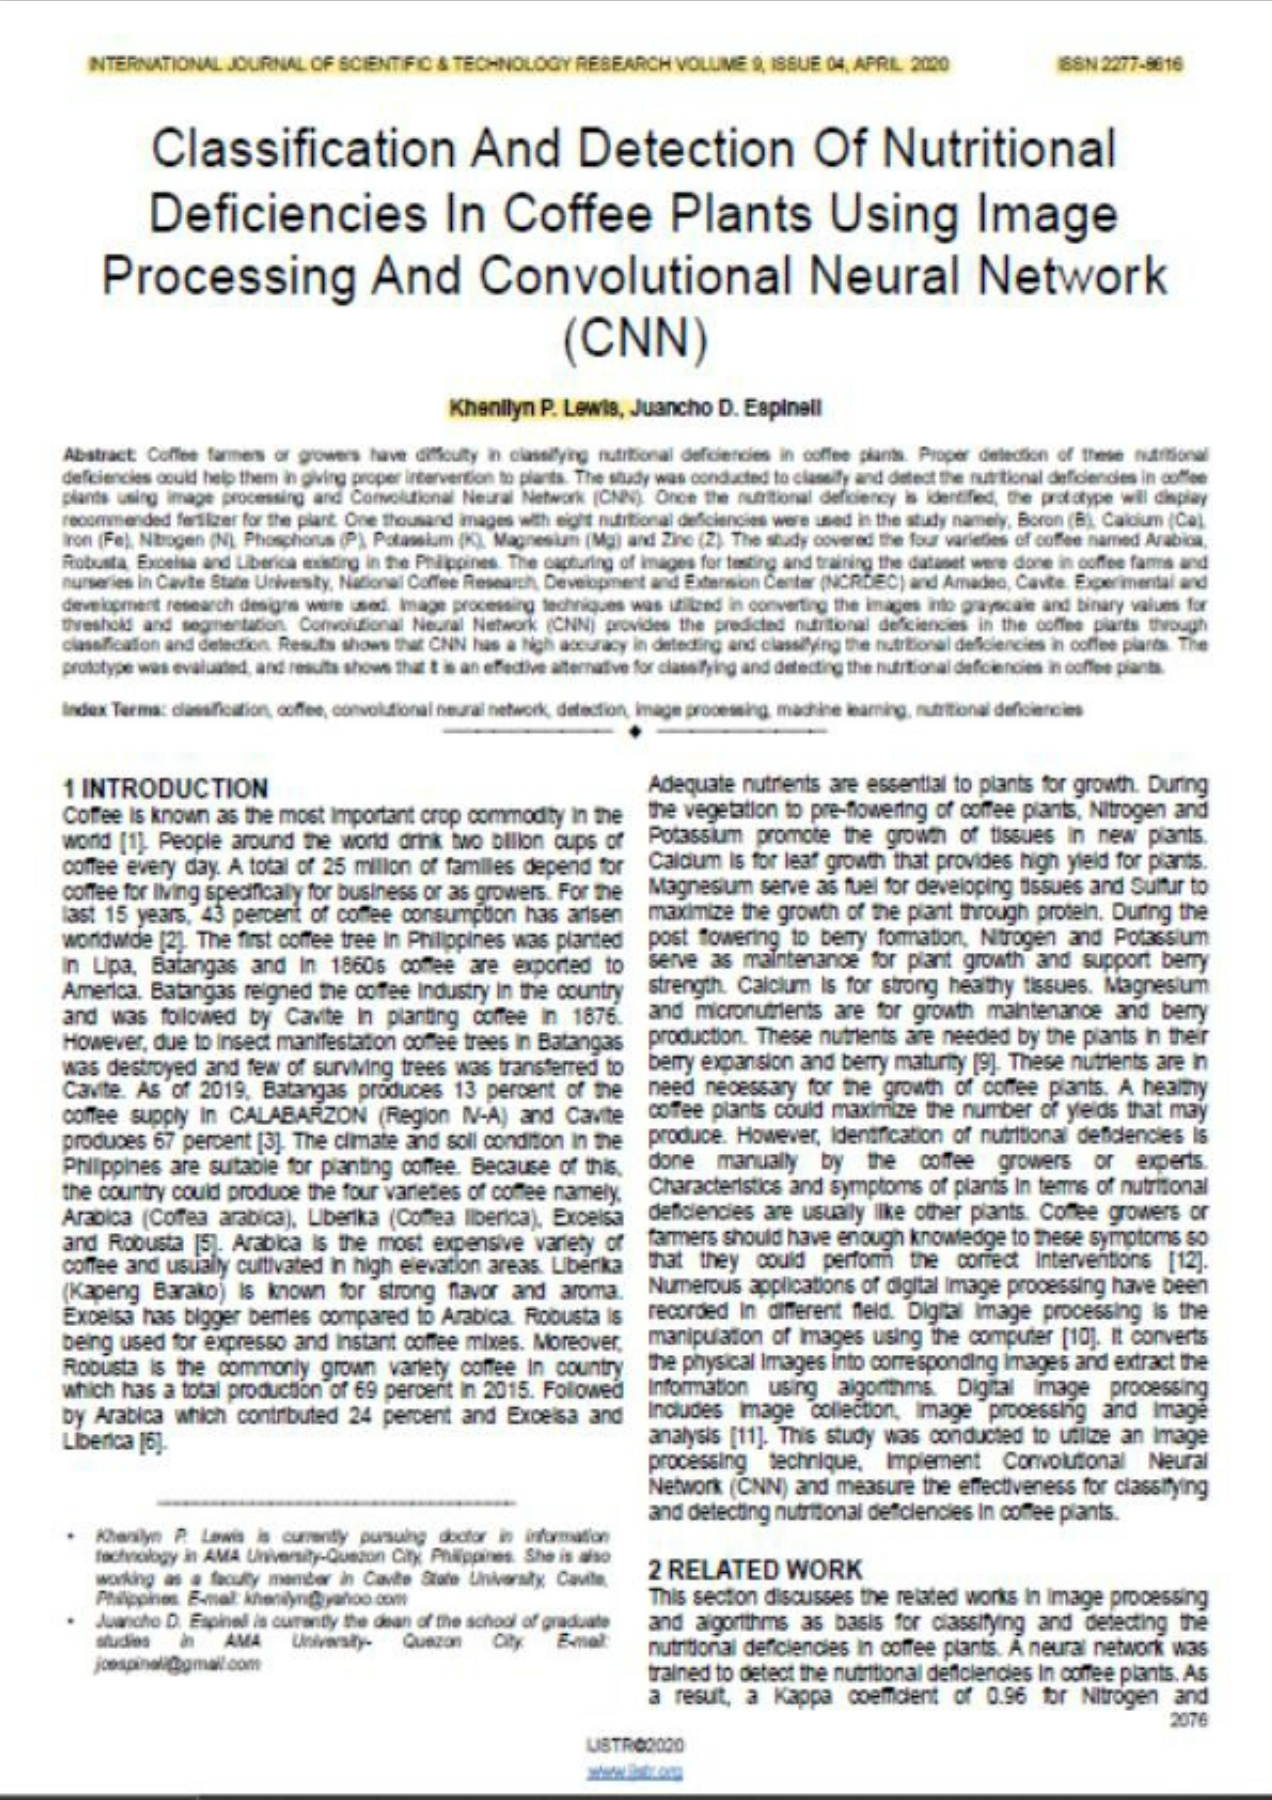 INTERNATIONAL JOURNAL OF SCIENTIFIC & TECHNOLOGY RESEARCH VOLUME 9, ISSUE 04, APRIL 2020 ISSN 2277-8616
Classification And Detection Of Nutritional
Deficiencies In Coffee Plants Using Image
Processing And Convolutional Neural Network
(CNN)
Khenilyn P. Lewis, Juancho D. Espineli
Abstract: Coffee farmers or growers have difficulty in classifying nutritional deficiencies in coffee plants. Proper detection of these nutritional
deficiencies could help them in giving proper intervention to plants. The study was conducted to classify and detect the nutritional deficiencies in coffee
plants using image processing and Convolutional Neural Network (CNN). Once the nutritional deficiency is identified, the prototype will display
recommended fertilizer for the plant. One thousand images with eight nutritional deficiencies were used in the study namely, Boron (B), Calcium (Ca),
Iron (Fe), Nitrogen (N), Phosphorus (P), Potassium (K), Magnesium (Mg) and Zinc (Z). The study covered the four varieties of coffee named Arabica,
Robusta, Excelsa and Liberica existing in the Philippines. The capturing of images for testing and training the dataset were done in coffee farms and
nurseries in Cavite State University, National Coffee Research, Development and Extension Center (NCRDEC) and Amadeo, Cavite. Experimental and
development research designs were used. Image processing techniques was utilized in converting the images into grayscale and binary values for
threshold and segmentation. Convolutional Neural Network (CNN) provides the predicted nutritional deficiencies in the coffee plants through
classification and detection. Results shows that CNN has a high accuracy in detecting and classifying the nutritional deficiencies in coffee plants. The
prototype was evaluated, and results shows that it is an effective alternative for classifying and detecting the nutritional deficiencies in coffee plants.
Index Terms: classification, coffee, convolutional neural network, detection, image processing, machine learning, nutritional deficiencies
1 INTRODUCTION
Coffee is known as the most important crop commodity in the
world [1]. People around the world drink two billion cups of
coffee every day. A total of 25 million of families depend for
coffee for living specifically for business or as growers. For the
last 15 years, 43 percent of coffee consumption has arisen
worldwide [2]. The first coffee tree in Philippines was planted
in Lipa, Batangas and in 1860s coffee are exported to
America. Batangas reigned the coffee industry in the country
and was followed by Cavite in planting coffee in 1876.
However, due to insect manifestation coffee trees in Batangas
was destroyed and few of surviving trees was transferred to
Cavite. As of 2019, Batangas produces 13 percent of the
coffee supply in CALABARZON (Region IV-A) and Cavite
produces 67 percent [3]. The climate and soil condition in the
Philippines are suitable for planting coffee. Because of this,
the country could produce the four varieties of coffee namely,
Arabica (Coffea arabica), Liberika (Coffea liberica), Excelsa
and Robusta [5]. Arabica is the most expensive variety of
coffee and usually cultivated in high elevation areas. Liberika
(Kapeng Barako) is known for strong flavor and aroma.
Excelsa has bigger berries compared to Arabica. Robusta is
being used for expresso and instant coffee mixes. Moreover,
Robusta is the commonly grown variety coffee in country
which has a total production of 69 percent in 2015. Followed
by Arabica which contributed 24 percent and Excelsa and
Liberica [6].
• Khenilyn P. Lewis is currently pursuing doctor in information
technology in AMA University-Quezon City, Philippines. She is also
working as a faculty member in Cavite State University, Cavite,
Philippines. E-mail: khenilyn@yahoo.com
• Juancho D. Espineli is currently the dean of the school of graduate
studies in AMA University- Quezon City. E-mail:
jcespineli@gmail.com
Adequate nutrients are essential to plants for growth. During
the vegetation to pre-flowering of coffee plants, Nitrogen and
Potassium promote the growth of tissues in new plants.
Calcium is for leaf growth that provides high yield for plants.
Magnesium serve as fuel for developing tissues and Sulfur to
maximize the growth of the plant through protein. During the
post flowering to berry formation, Nitrogen and Potassium
serve as maintenance for plant growth and support berry
strength. Calcium is for strong healthy tissues. Magnesium
and micronutrients are for growth maintenance and berry
production. These nutrients are needed by the plants in their
berry expansion and berry maturity [9]. These nutrients are in
need necessary for the growth of coffee plants. A healthy
coffee plants could maximize the number of yields that may
produce. However, identification of nutritional deficiencies is
done manually by the coffee growers or experts.
Characteristics and symptoms of plants in terms of nutritional
deficiencies are usually like other plants. Coffee growers or
farmers should have enough knowledge to these symptoms so
that they could perform the correct interventions [12].
Numerous applications of digital image processing have been
recorded in different field. Digital image processing is the
manipulation of images using the computer [10]. It converts
the physical images into corresponding images and extract the
information using algorithms. Digital image processing
includes image collection, image processing and image
analysis [11]. This study was conducted to utilize an image
processing technique, implement Convolutional Neural
Network (CNN) and measure the effectiveness for classifying
and detecting nutritional deficiencies in coffee plants.
2 RELATED WORK
This section discusses the related works in image processing
and algorithms as basis for classifying and detecting the
nutritional deficiencies in coffee plants. A neural network was
trained to detect the nutritional deficiencies in coffee plants. As
a result, a Kappa coefficient of 0.96 for Nitrogen and
2076
IJSTR©2020
www.ijstr.org